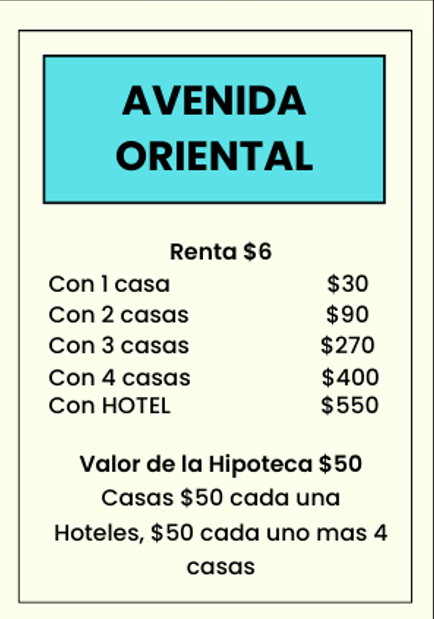 AVENIDA
ORIENTAL
Renta $6
Con 1 casa $30
Con 2 casas $90
Con 3 casas $270
Con 4 casas $400
Con HOTEL $550
Valor de la Hipoteca $50
Casas $50 cada una
Hoteles, $50 cada uno mas 4
casas